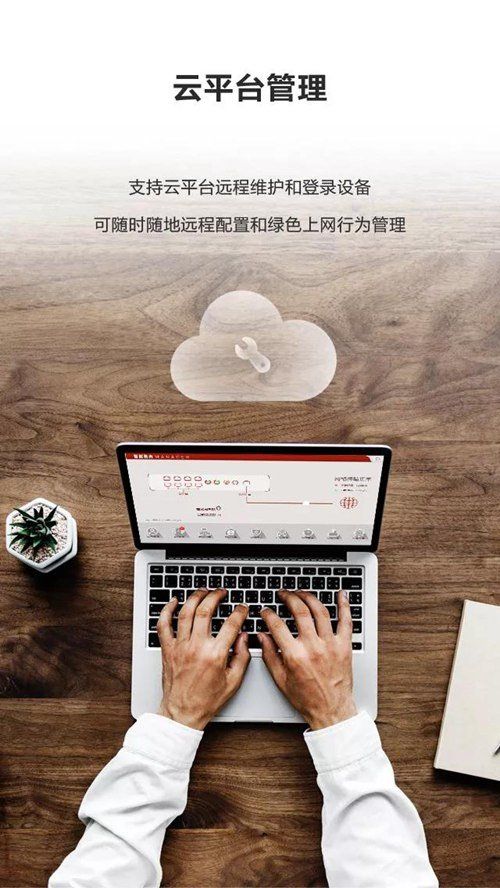 云平台管理
支持云平台远程维护和登录设备
可随时随地远程配置和绿色上网行为管理
MANAGER